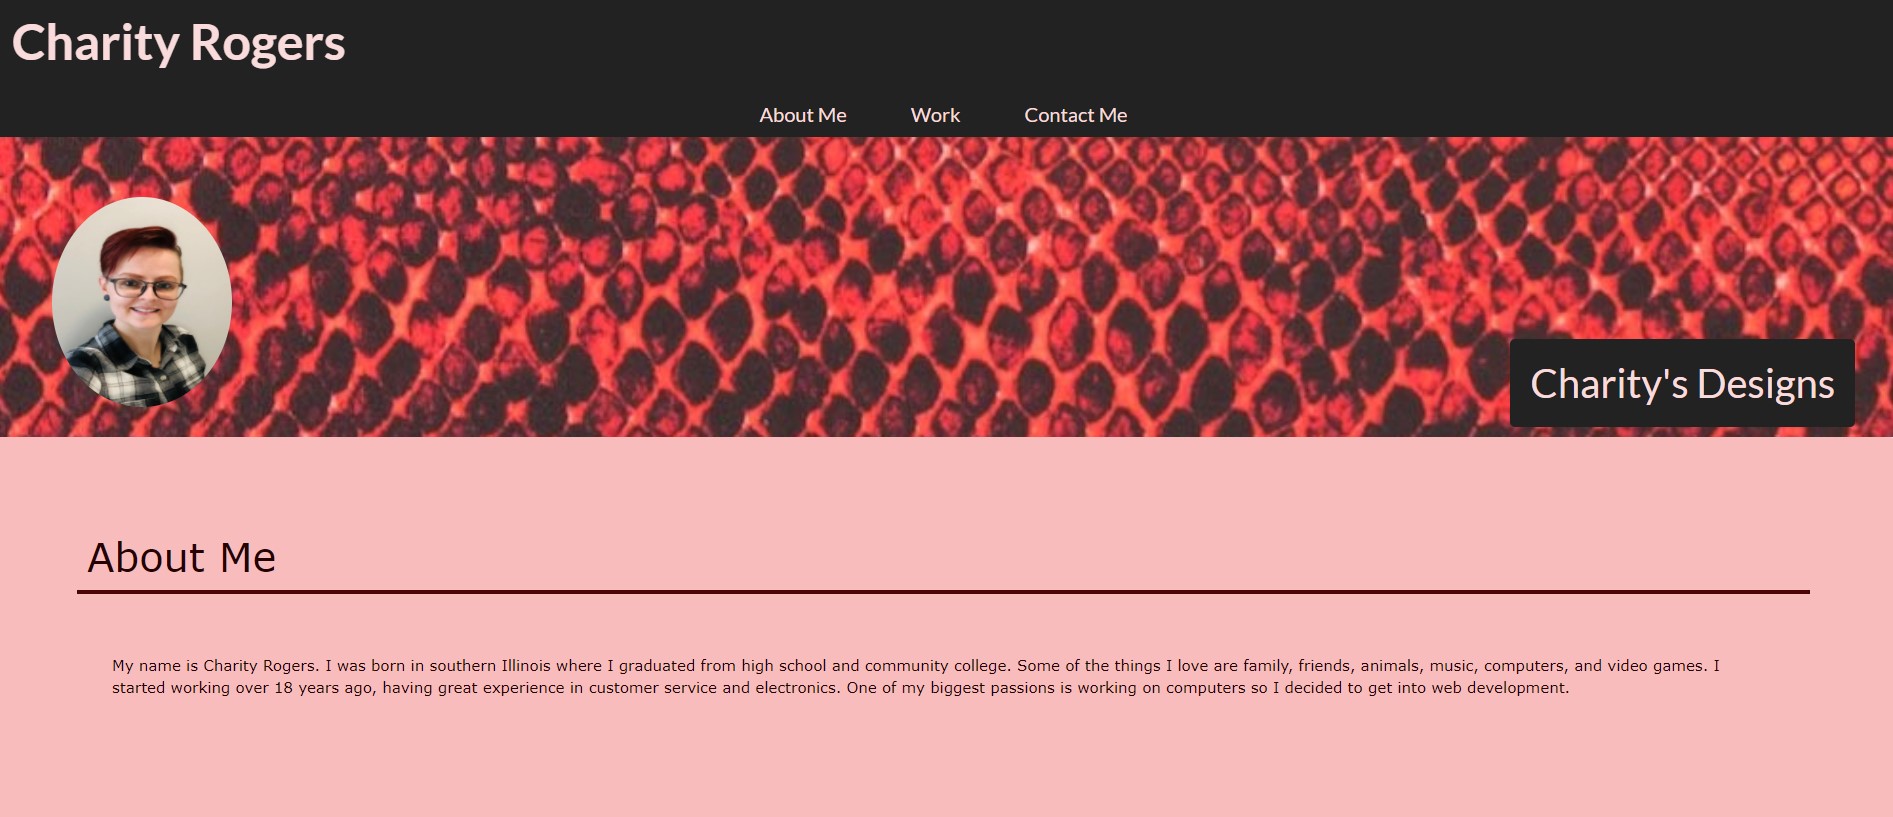 Charity Rogers
About Me
Work
Contact Me
Charity's Designs
About Me
My name is Charity Rogers. I was born in southern Illinois where I graduated from high school and community college. Some of the things I love are family, friends, animals, music, computers, and video games. I
started working over 18 years ago, having great experience in customer service and electronics. One of my biggest passions is working on computers so I decided to get into web development.